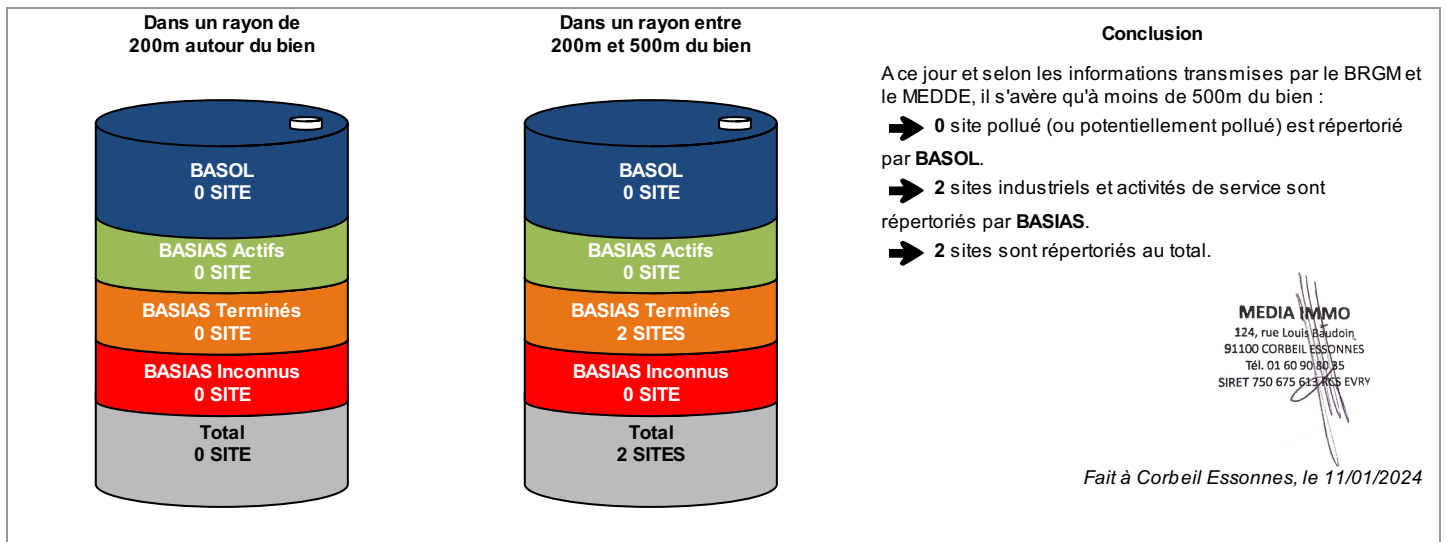 Dans un rayon de
200m autour du bien
BASOL
0 SITE
BASIAS Actifs
0 SITE
BASIAS Terminés
0 SITE
BASIAS Inconnus
0 SITE
Total
0 SITE
Dans un rayon entre
200m et 500m du bien
BASOL
0 SITE
BASIAS Actifs
0 SITE
BASIAS Terminés
2 SITES
BASIAS Inconnus
0 SITE
Total
2 SITES
Conclusion
A ce jour et selon les informations transmises par le BRGM et
le MEDDE, il s'avère qu'à moins de 500m du bien :
0 site pollué (ou potentiellement pollué) est répertorié
par BASOL.
2 sites industriels et activités de service sont
répertoriés par BASIAS.
2 sites sont répertoriés au total.
MEDIA IMMO
124, rue Louis Baudoin
91100 CORBEIL ESSONNES
Tél. 01 60 90 80 85
SIRET 750 675 613 RCS EVRY
Fait à Corbeil Essonnes, le 11/01/2024